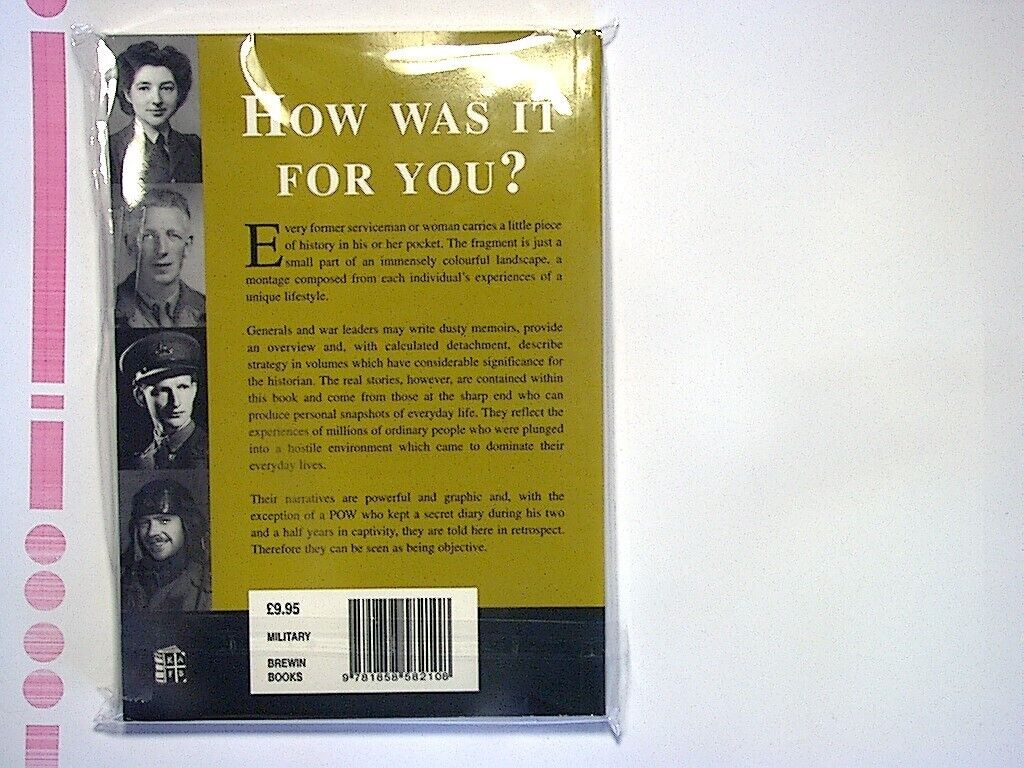 HOW WAS IT
FOR YOU?
Every former serviceman or woman carries a little piece
of history in his or her pocket. The fragment is just a
small part of an immensely colourful landscape, a
montage composed from each individual's experiences of a
unique lifestyle.
Generals and war leaders may write dusty memoirs, provide
an overview and, with calculated detachment, describe
strategy in volumes which have considerable significance for
the historian. The real stories, however, are contained within
this book and come from those at the sharp end who can
produce personal snapshots of everyday life. They reflect the
experiences of millions of ordinary people who were plunged
into a hostile environment which came to dominate their
everyday lives.
Their narratives are powerful and graphic and, with the
exception of a POW who kept a secret diary during his two
and a half years in captivity, they are told here in retrospect.
Therefore they can be seen as being objective.
£9.95
MILITARY
BREWIN
BOOKS
9 781858 582108